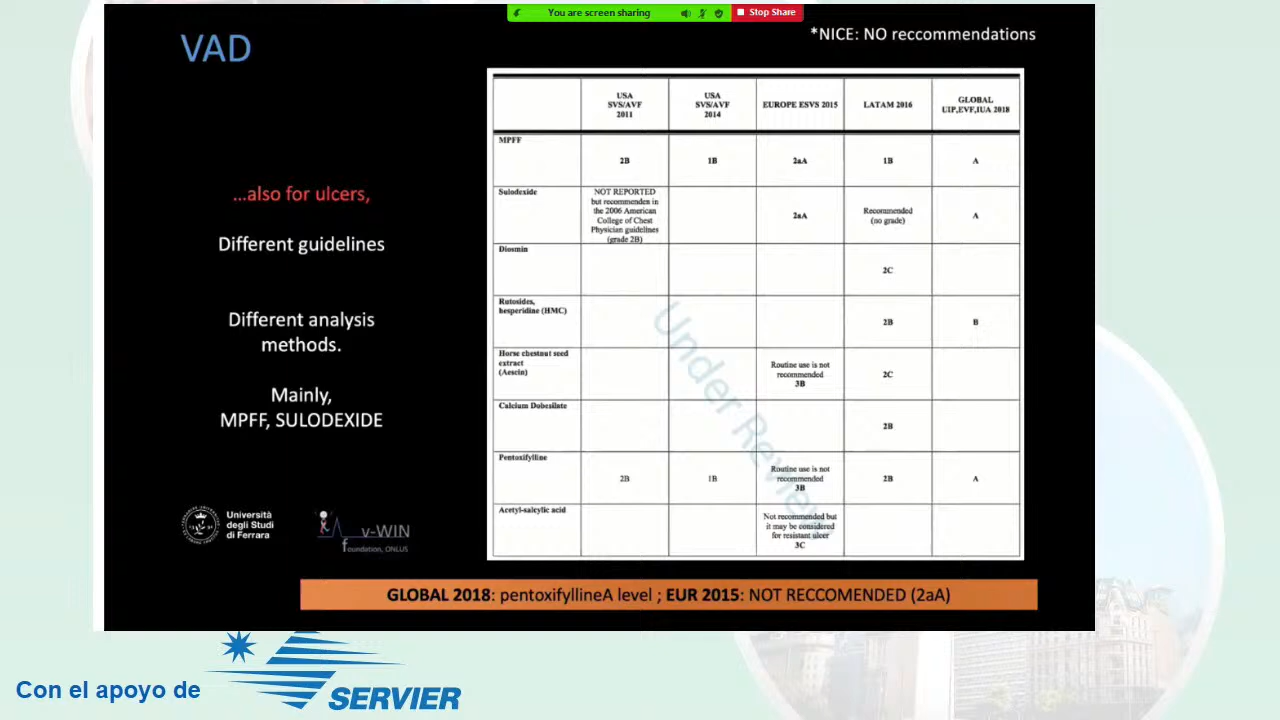 You are screen sharing
Stop Share
VAD
*NICE: NO reccommendations
…also for ulcers,
Different guidelines
Different analysis
methods.
Mainly,
MPFF, SULODEXIDE
USA
SVS/AVF
2011
USA
SVS/AVF
2014
EUROPE ESVS 2015
LATAM 2016
GLOBAL
UIP,EVF,IUA 2018
MPFF
2B
1B
2aA
1B
A
Sulodexide
NOT REPORTED
but recommenden in
the 2006 American
College of Chest
Physician guidelines
(grade 2B)
2aA
Recommended
(no grade)
A
Diosmin
2C
Rutosides,
hesperidine (HMC)
2B
B
Horse chestnut seed
extract
(Aescin)
Routine use is not
recommended
3B
2C
Calcium Dobesilate
2B
Pentoxifylline
2B
1B
Routine use is not
recommended
3B
2B
A
Acetyl-salcylic acid
Not recommended but
it may be considered
for resistant ulcer
3C
Under Review
Università
degli Studi
di Ferrara
v-WIN
foundation, ONLUS
GLOBAL 2018: pentoxifyllineA level ; EUR 2015: NOT RECCOMENDED (2aA)
Con el apoyo de
SERVIER